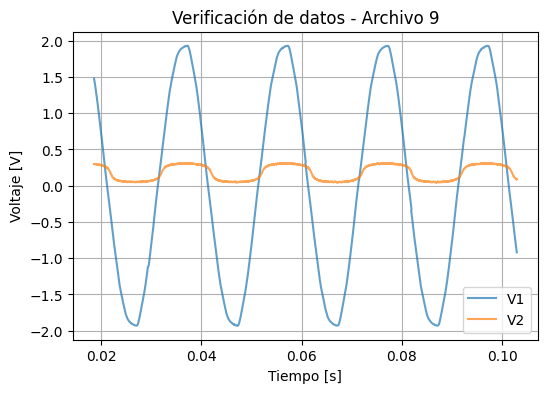 Verificación de datos - Archivo 9
2.0
1.5
1.0
0.5
0.0
−0.5
−1.0
−1.5
−2.0
Voltaje [V]
V1
V2
0.02 0.04 0.06 0.08 0.10
Tiempo [s]